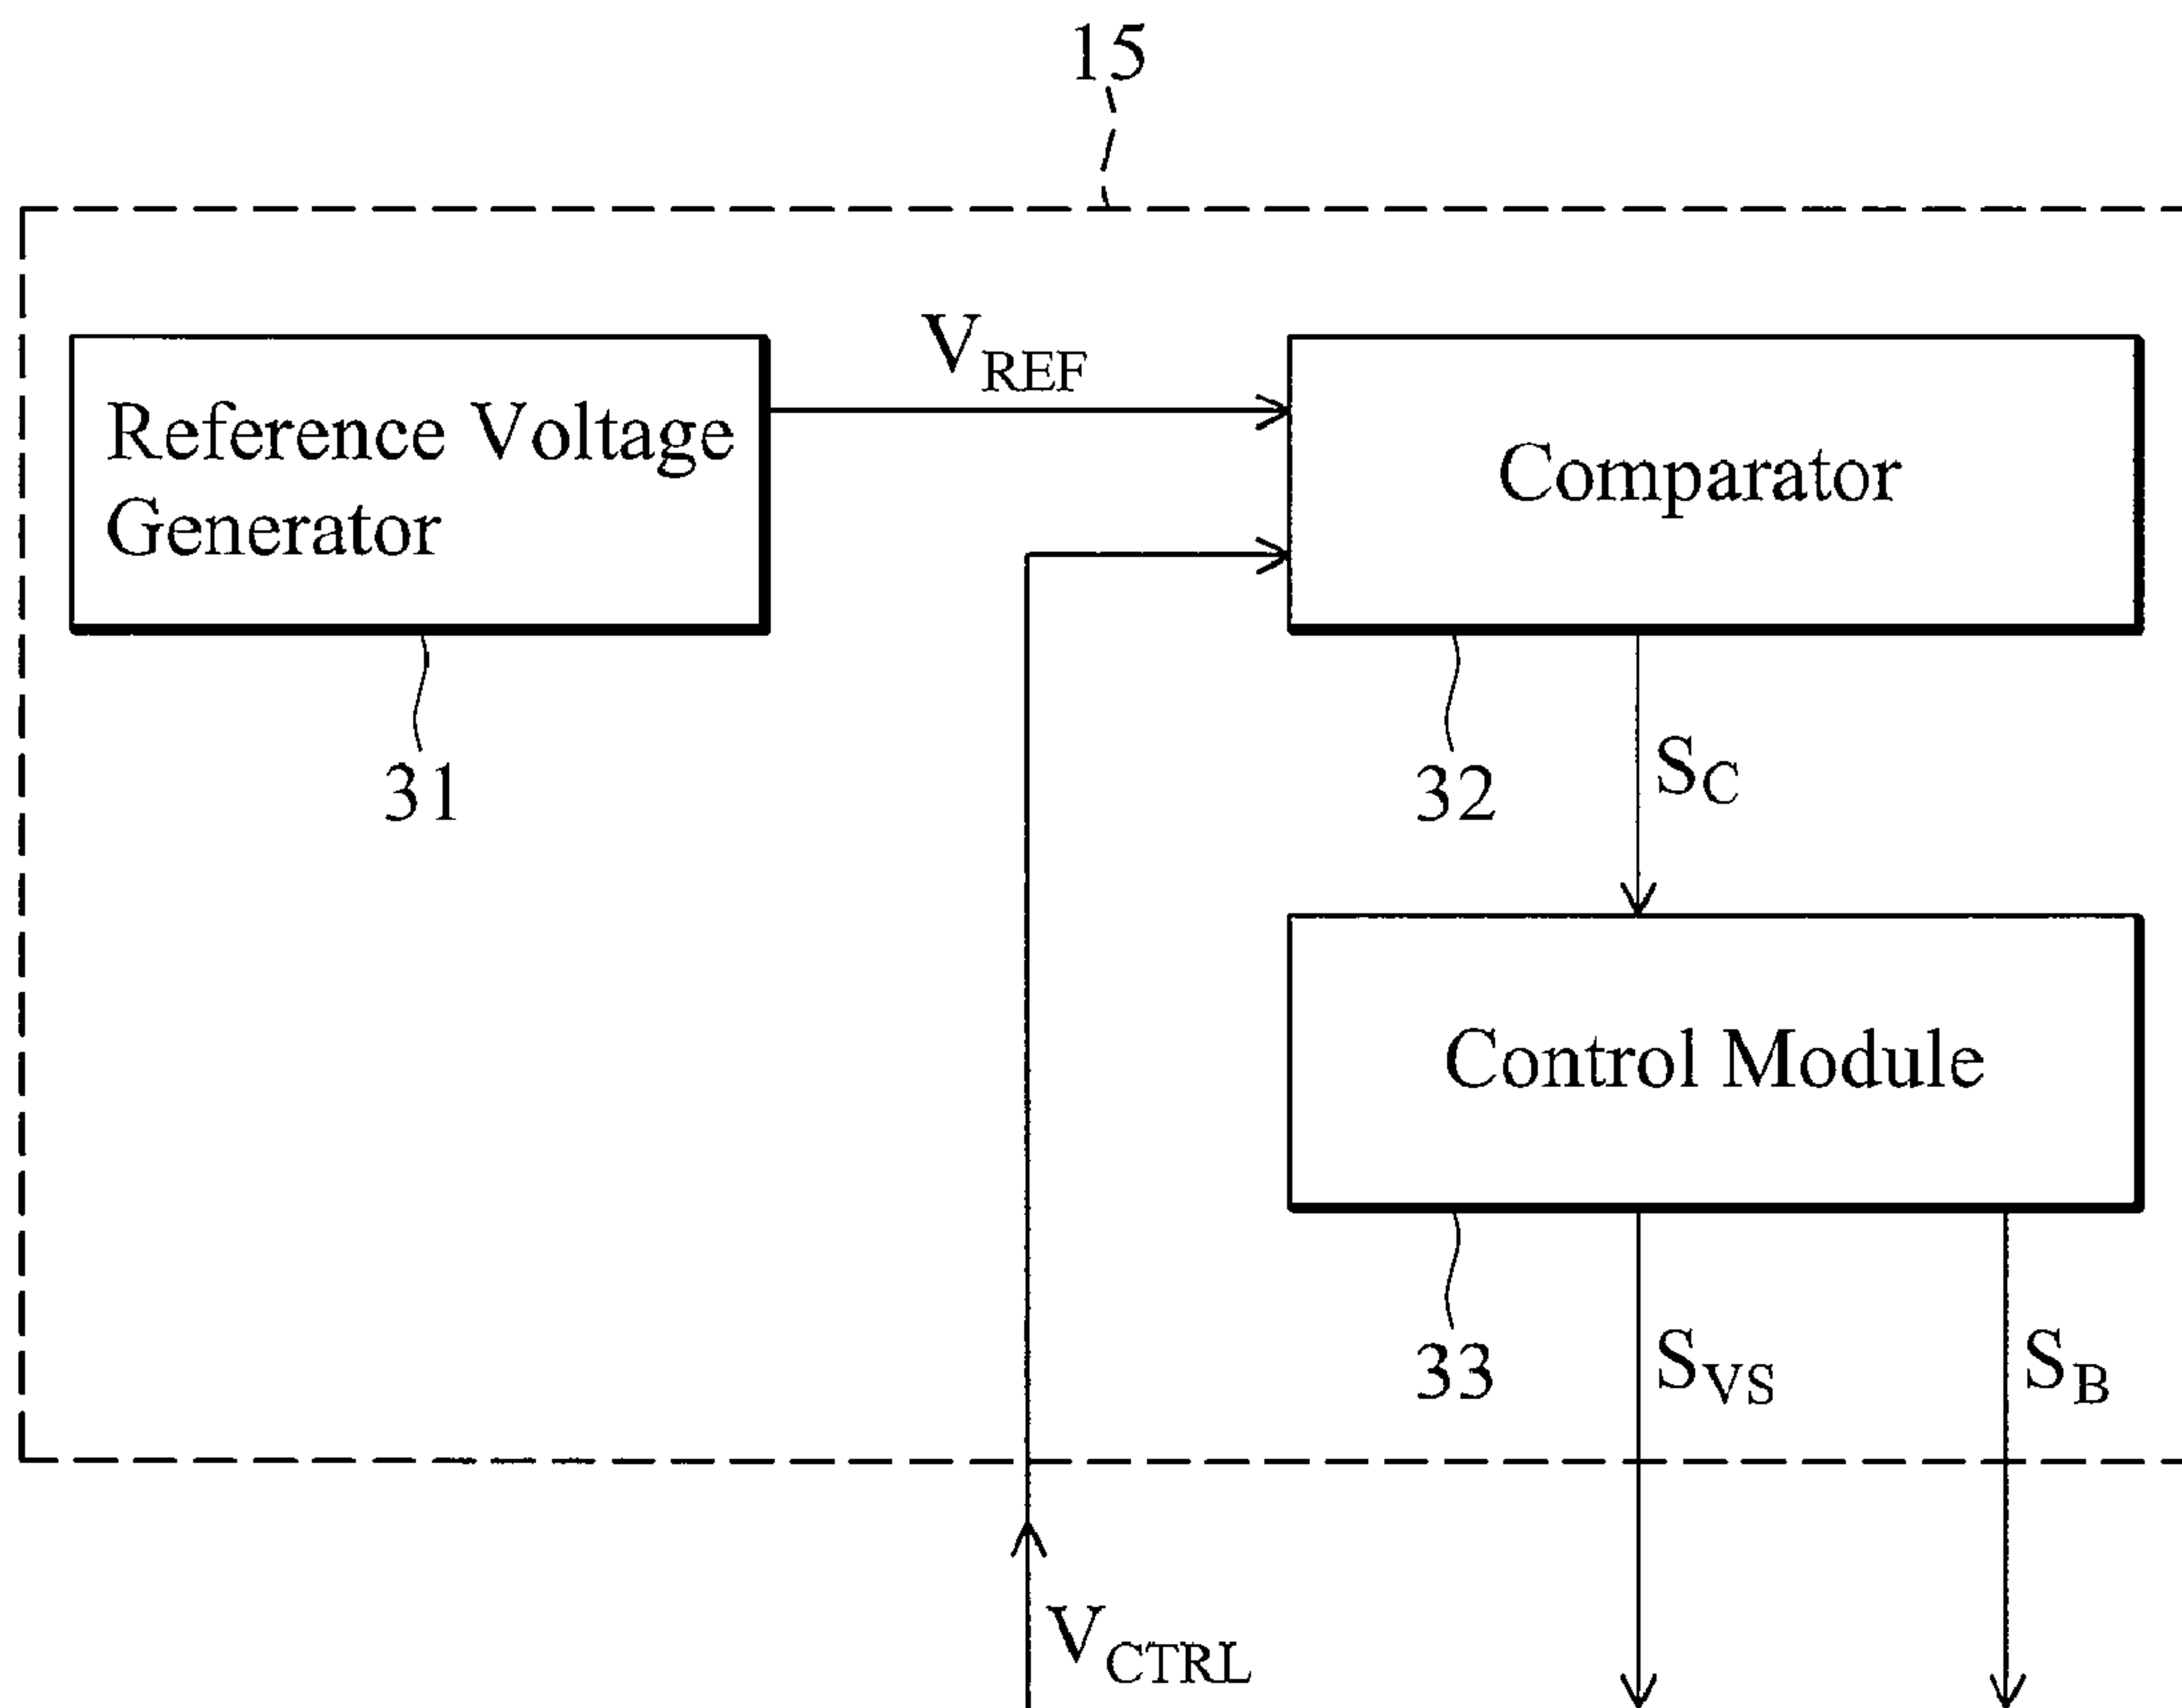 15
V_REF
Reference Voltage
Generator
Comparator
31
32
S_C
Control Module
33
S_VS
S_B
V_CTRL